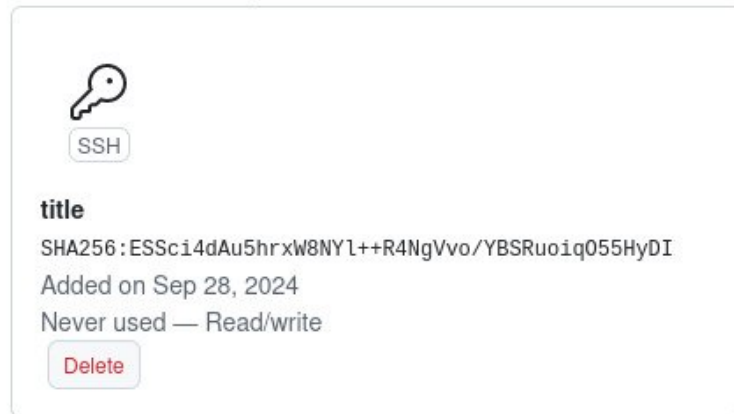 SSH
title
SHA256:ESSci4dAu5hrxW8NYl++R4NgVvo/YBSRuoiqO55HyDI
Added on Sep 28, 2024
Never used — Read/write
Delete